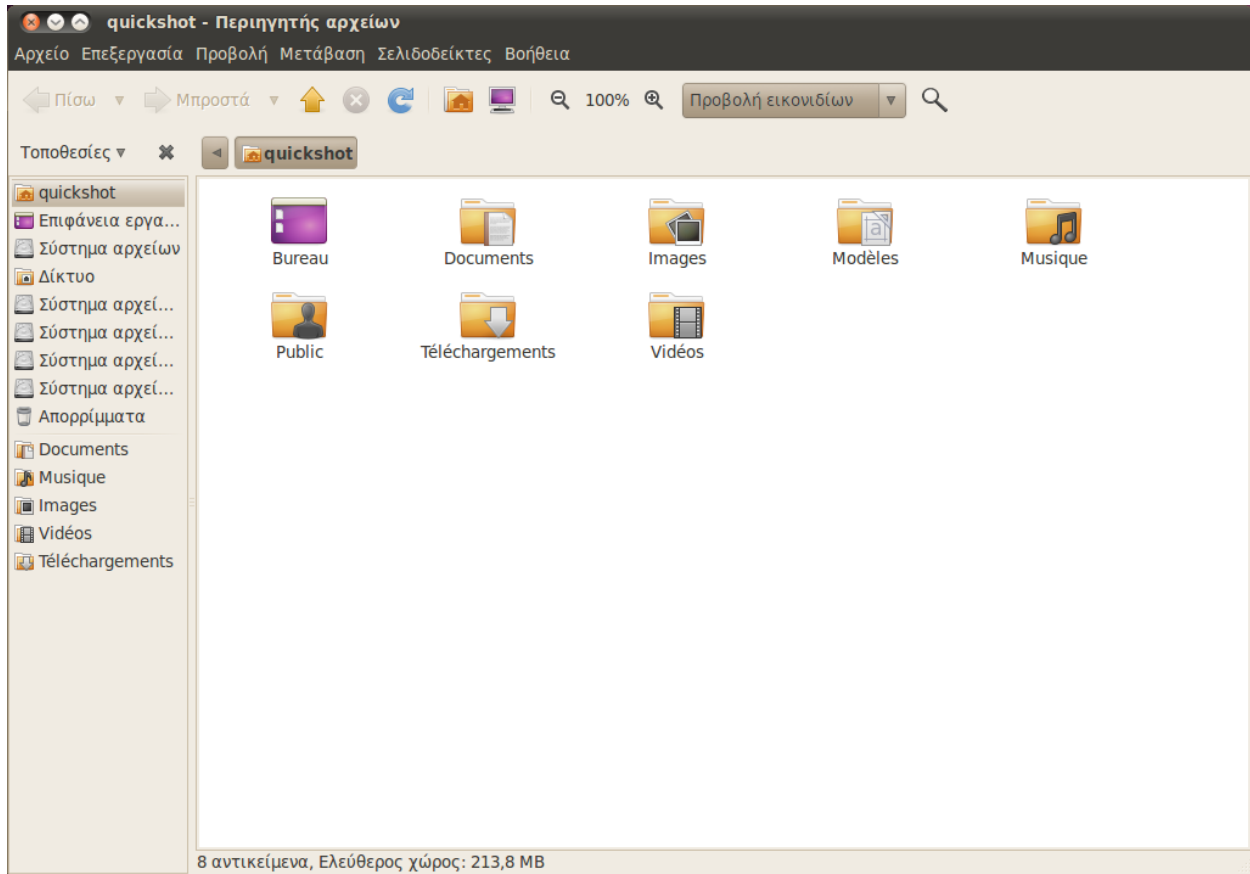 quickshot - Περιηγητής αρχείων
Αρχείο Επεξεργασία Προβολή Μετάβαση Σελιδοδείκτες Βοήθεια
Πίσω Μπροστά 100% Προβολή εικονιδίων
Τοποθεσίες quickshot
quickshot
Επιφάνεια εργα...
Σύστημα αρχείων
Δίκτυο
Σύστημα αρχεί...
Σύστημα αρχεί...
Σύστημα αρχεί...
Σύστημα αρχεί...
Απορρίμματα
Documents
Musique
Images
Vidéos
Téléchargements
Bureau Documents Images Modèles Musique
Public Téléchargements Vidéos
8 αντικείμενα, Ελεύθερος χώρος: 213,8 MB